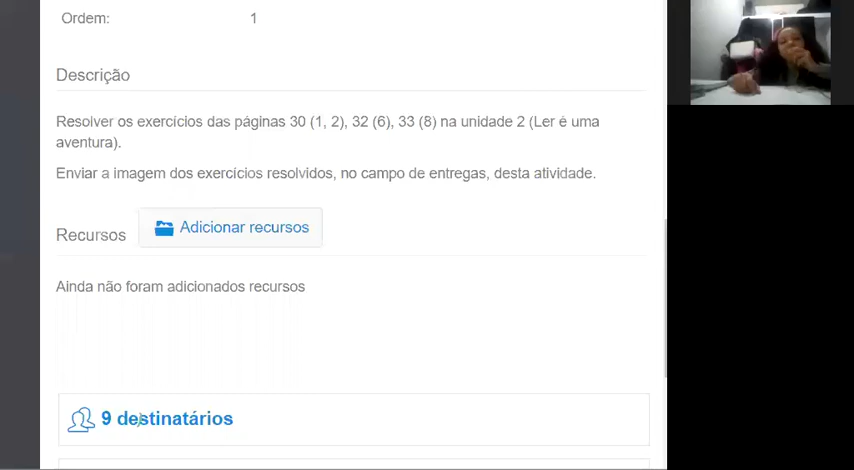 Ordem: 1
Descrição
Resolver os exercícios das páginas 30 (1, 2), 32 (6), 33 (8) na unidade 2 (Ler é uma
aventura).
Enviar a imagem dos exercícios resolvidos, no campo de entregas, desta atividade.
Recursos Adicionar recursos
Ainda não foram adicionados recursos
9 destinatários